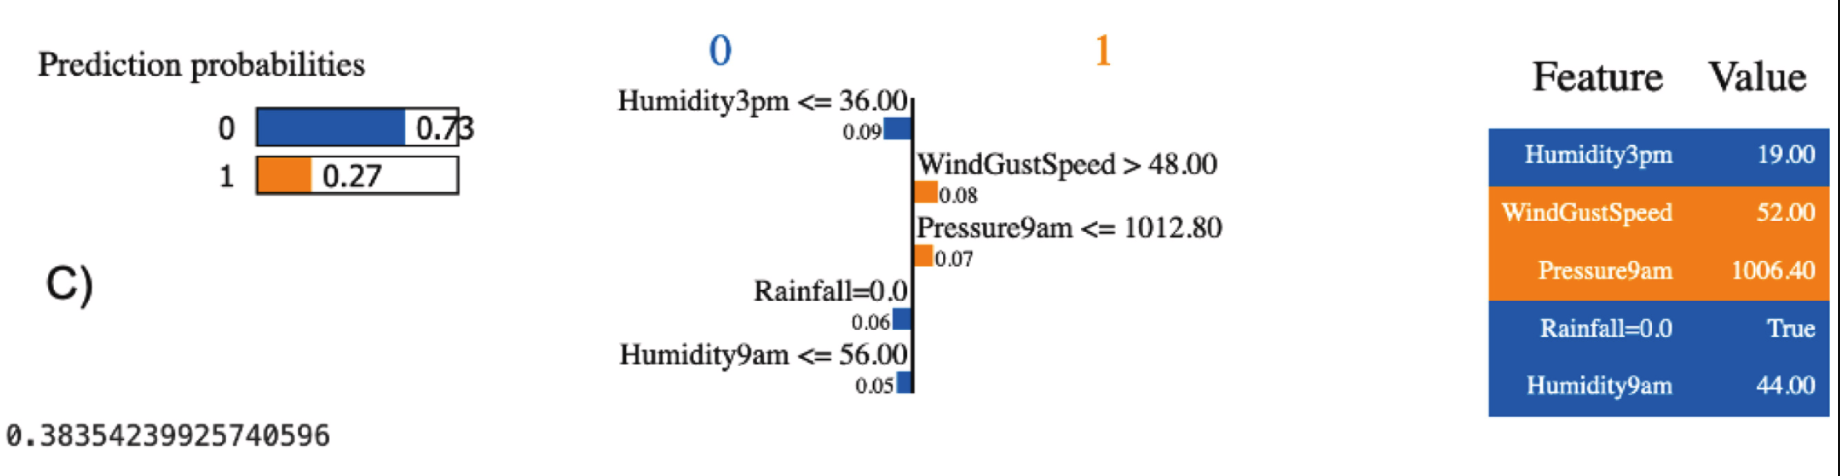 Prediction probabilities
0 0.73
1 0.27
C)
0.38354239925740596
0 1
Humidity3pm <= 36.00
0.09
WindGustSpeed > 48.00
0.08
Pressure9am <= 1012.80
0.07
Rainfall=0.0
0.06
Humidity9am <= 56.00
0.05
Feature Value
Humidity3pm 19.00
WindGustSpeed 52.00
Pressure9am 1006.40
Rainfall=0.0 True
Humidity9am 44.00